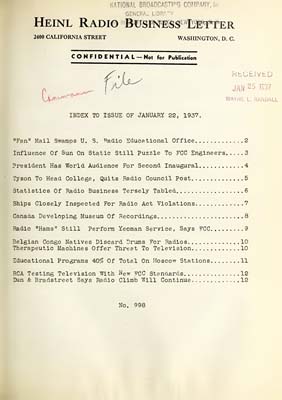 NATIONAL BROADCASTING COMPANY, Inc.
GENERAL LIBRARY
HEINL RADIO BUSINESS LETTER
2400 CALIFORNIA STREET WASHINGTON, D. C.
CONFIDENTIAL—Not for Publication
File
RECEIVED
JAN 25 1937
WAYNE L. RANDALL
INDEX TO ISSUE OF JANUARY 22, 1937.
"Fan" Mail Swamps U. S. Radio Educational Office.............2
Influence Of Sun On Static Still Puzzle To FCC Engineers.....3
President Has World Audience For Second Inaugural............4
Tyson To Head College, Quits Radio Council Post..............5
Statistics Of Radio Business Tersely Tabled..................6
Ships Closely Inspected For Radio Act Violations.............7
Canada Developing Museum Of Recordings.......................8
Radio "Hams" Still Perform Yeoman Service, Says FCC.........9
Belgian Congo Natives Discard Drums For Radios..............10
Therapeutic Machines Offer Threat To Television.............10
Educational Programs 40% Of Total On Moscow Stations........11
RCA Testing Television With New FCC Standards...............12
Dun & Bradstreet Says Radio Climb Will Continue.............12
No. 998